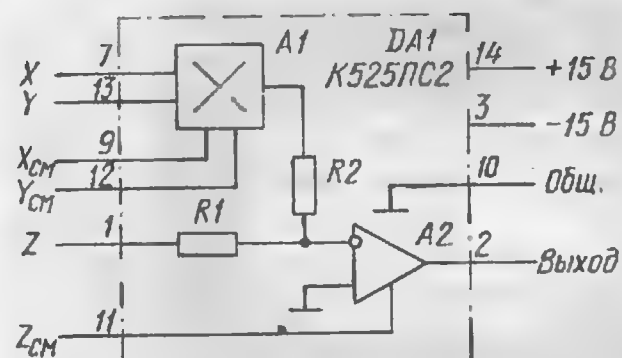 A1
DA1
К525ПС2
X 7
Y 13
Xсм 9
Yсм 12
Z 1
Zсм 11
R1
R2
A2
14 +15 В
3 -15 В
10 Общ.
2 Выход